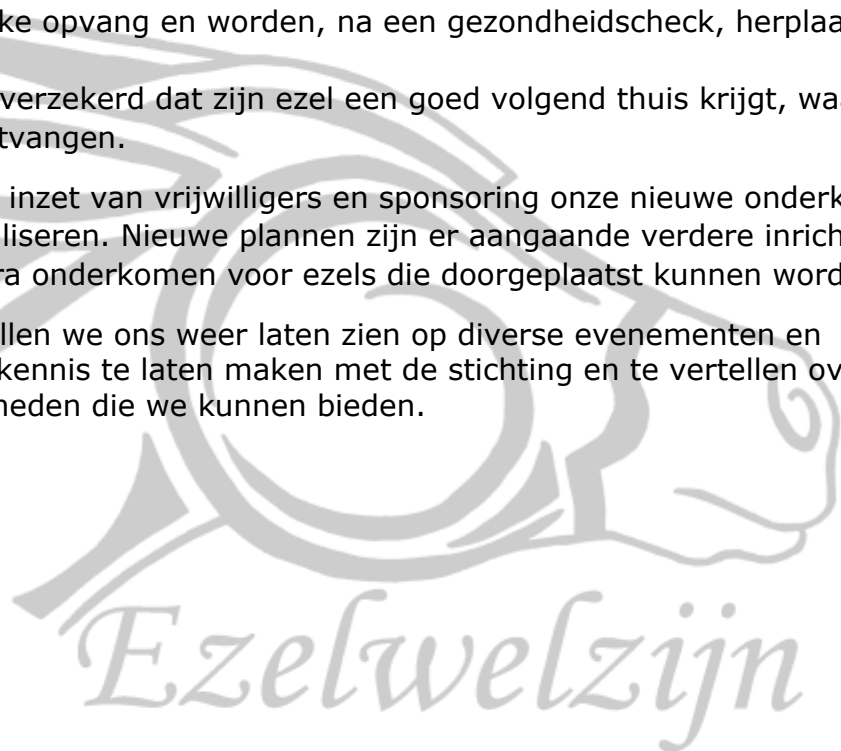 ke opvang en worden, na een gezondheidscheck, herplaa
verzekerd dat zijn ezel een goed volgend thuis krijgt, waa
tvangen.
inzet van vrijwilligers en sponsoring onze nieuwe onderk
liseren. Nieuwe plannen zijn er aangaande verdere inrich
ra onderkomen voor ezels die doorgeplaatst kunnen word
llen we ons weer laten zien op diverse evenementen en
kennis te laten maken met de stichting en te vertellen ov
heden die we kunnen bieden.
Ezelwelzijn